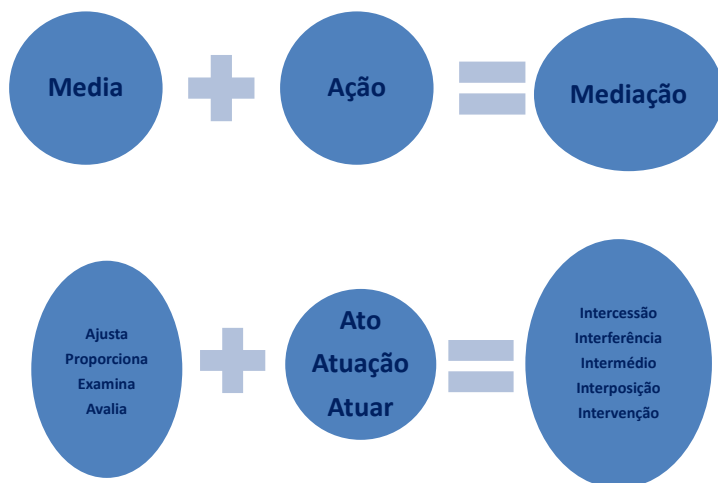 Media
Ação
Mediação
Ajusta
Proporciona
Examina
Avalia
Ato
Atuação
Atuar
Intercessão
Interferência
Intermédio
Interposição
Intervenção